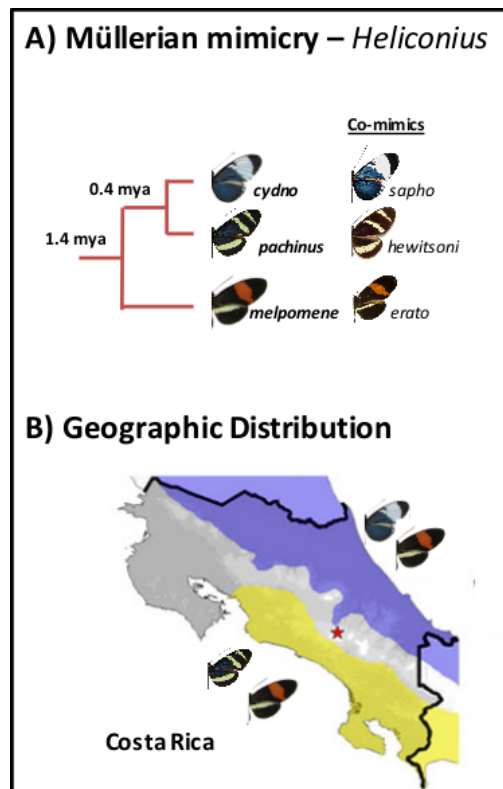 A) Müllerian mimicry – Heliconius
Co-mimics
0.4 mya
cydno
sapho
1.4 mya
pachinus
hewitsoni
melpomene
erato
B) Geographic Distribution
Costa Rica